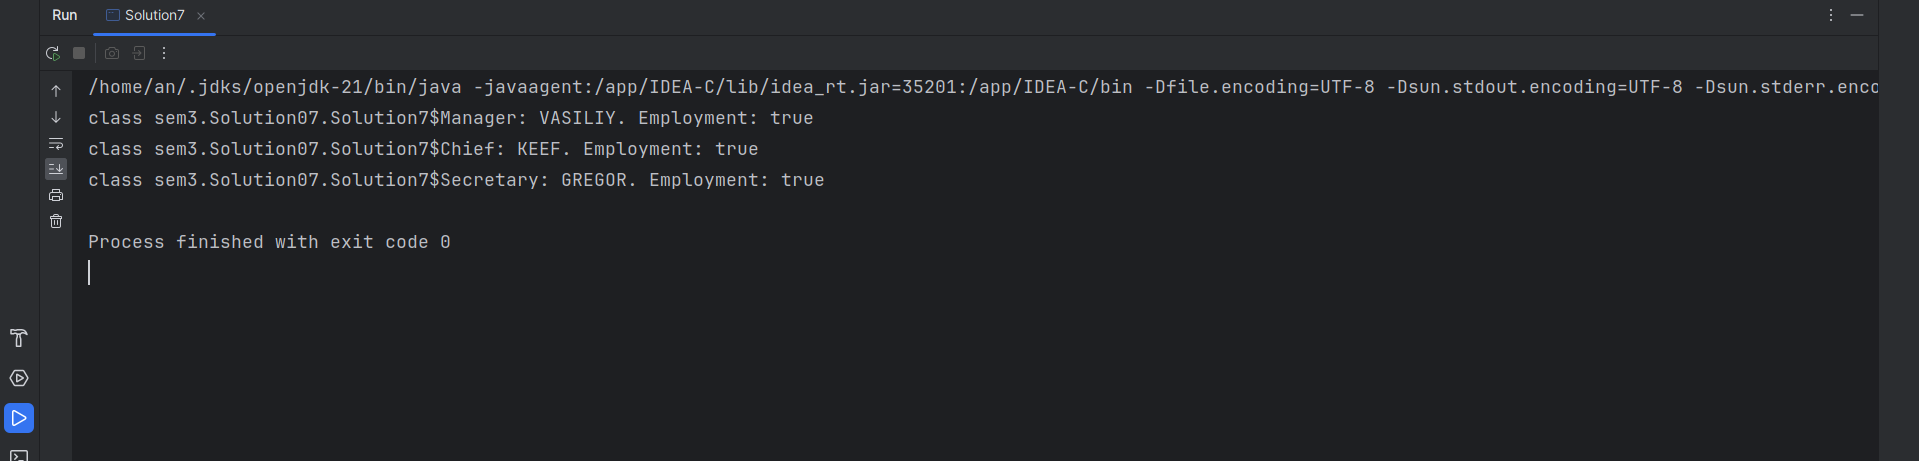 Run Solution7
/home/an/.jdks/openjdk-21/bin/java -javaagent:/app/IDEA-C/lib/idea_rt.jar=35201:/app/IDEA-C/bin -Dfile.encoding=UTF-8 -Dsun.stdout.encoding=UTF-8 -Dsun.stderr.enco
class sem3.Solution07.Solution7$Manager: VASILIY. Employment: true
class sem3.Solution07.Solution7$Chief: KEEF. Employment: true
class sem3.Solution07.Solution7$Secretary: GREGOR. Employment: true
Process finished with exit code 0